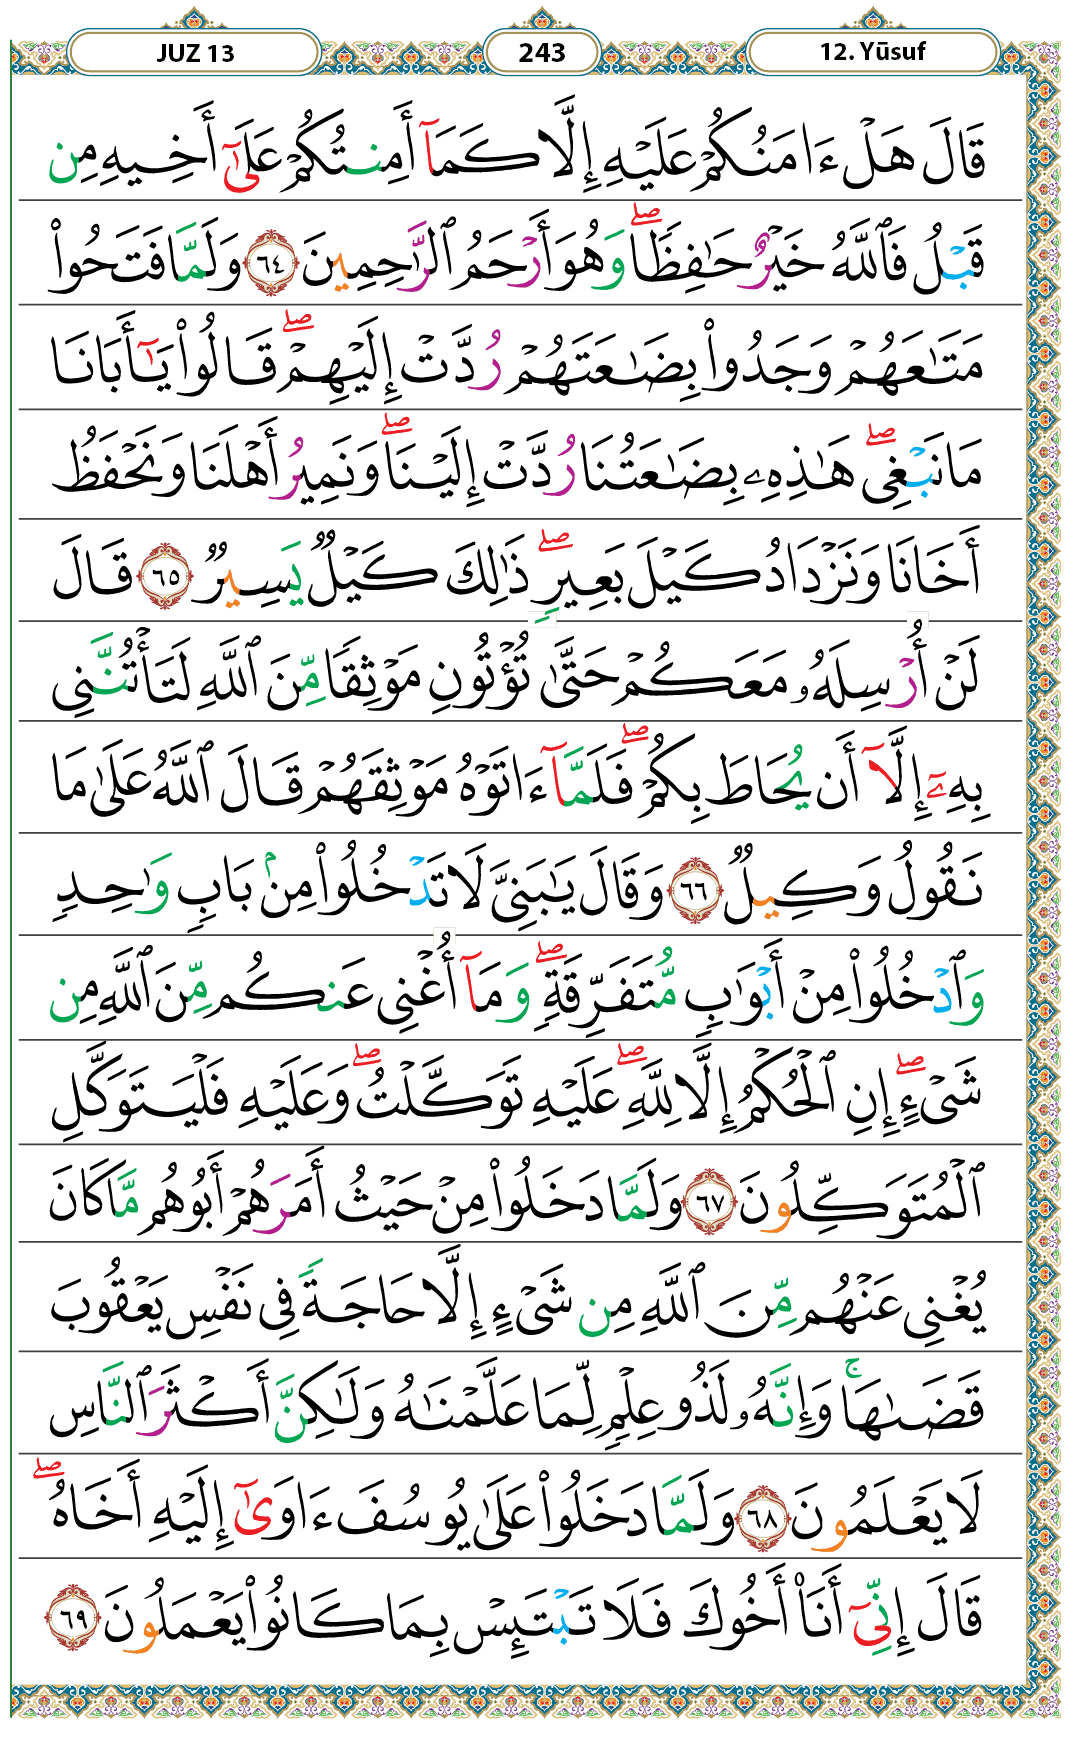 JUZ 13 243 12. Yūsuf
قَالَ هَلْ ءَامَنُكُمْ عَلَيْهِ إِلَّا كَمَآ أَمِنتُكُمْ عَلَىٰٓ أَخِيهِ مِن
قَبْلُ فَٱللَّهُ خَيْرٌ حَـٰفِظًا ۖ وَهُوَ أَرْحَمُ ٱلرَّٰحِمِينَ ٦٤ وَلَمَّا فَتَحُوا۟
مَتَـٰعَهُمْ وَجَدُوا۟ بِضَـٰعَتَهُمْ رُدَّتْ إِلَيْهِمْ ۖ قَالُوا۟ يَـٰٓأَبَانَا
مَا نَبْغِى ۖ هَـٰذِهِۦ بِضَـٰعَتُنَا رُدَّتْ إِلَيْنَا ۖ وَنَمِيرُ أَهْلَنَا وَنَحْفَظُ
أَخَانَا وَنَزْدَادُ كَيْلَ بَعِيرٍ ۖ ذَٰلِكَ كَيْلٌ يَسِيرٌ ٦٥ قَالَ
لَنْ أُرْسِلَهُۥ مَعَكُمْ حَتَّىٰ تُؤْتُونِ مَوْثِقًا مِّنَ ٱللَّهِ لَتَأْتُنَّنِى
بِهِۦٓ إِلَّآ أَن يُحَاطَ بِكُمْ ۖ فَلَمَّآ ءَاتَوْهُ مَوْثِقَهُمْ قَالَ ٱللَّهُ عَلَىٰ مَا
نَقُولُ وَكِيلٌ ٦٦ وَقَالَ يَـٰبَنِىَّ لَا تَدْخُلُوا۟ مِنۢ بَابٍ وَٰحِدٍ
وَٱدْخُلُوا۟ مِنْ أَبْوَٰبٍ مُّتَفَرِّقَةٍ ۖ وَمَآ أُغْنِى عَنكُم مِّنَ ٱللَّهِ مِن
شَىْءٍ ۖ إِنِ ٱلْحُكْمُ إِلَّا لِلَّهِ ۖ عَلَيْهِ تَوَكَّلْتُ ۖ وَعَلَيْهِ فَلْيَتَوَكَّلِ
ٱلْمُتَوَكِّلُونَ ٦٧ وَلَمَّا دَخَلُوا۟ مِنْ حَيْثُ أَمَرَهُمْ أَبُوهُم مَّا كَانَ
يُغْنِى عَنْهُم مِّنَ ٱللَّهِ مِن شَىْءٍ إِلَّا حَاجَةً فِى نَفْسِ يَعْقُوبَ
قَضَىٰهَا ۚ وَإِنَّهُۥ لَذُو عِلْمٍ لِّمَا عَلَّمْنَـٰهُ وَلَـٰكِنَّ أَكْثَرَ ٱلنَّاسِ
لَا يَعْلَمُونَ ٦٨ وَلَمَّا دَخَلُوا۟ عَلَىٰ يُوسُفَ ءَاوَىٰٓ إِلَيْهِ أَخَاهُ ۖ
قَالَ إِنِّىٓ أَنَا۠ أَخُوكَ فَلَا تَبْتَئِسْ بِمَا كَانُوا۟ يَعْمَلُونَ ٦٩